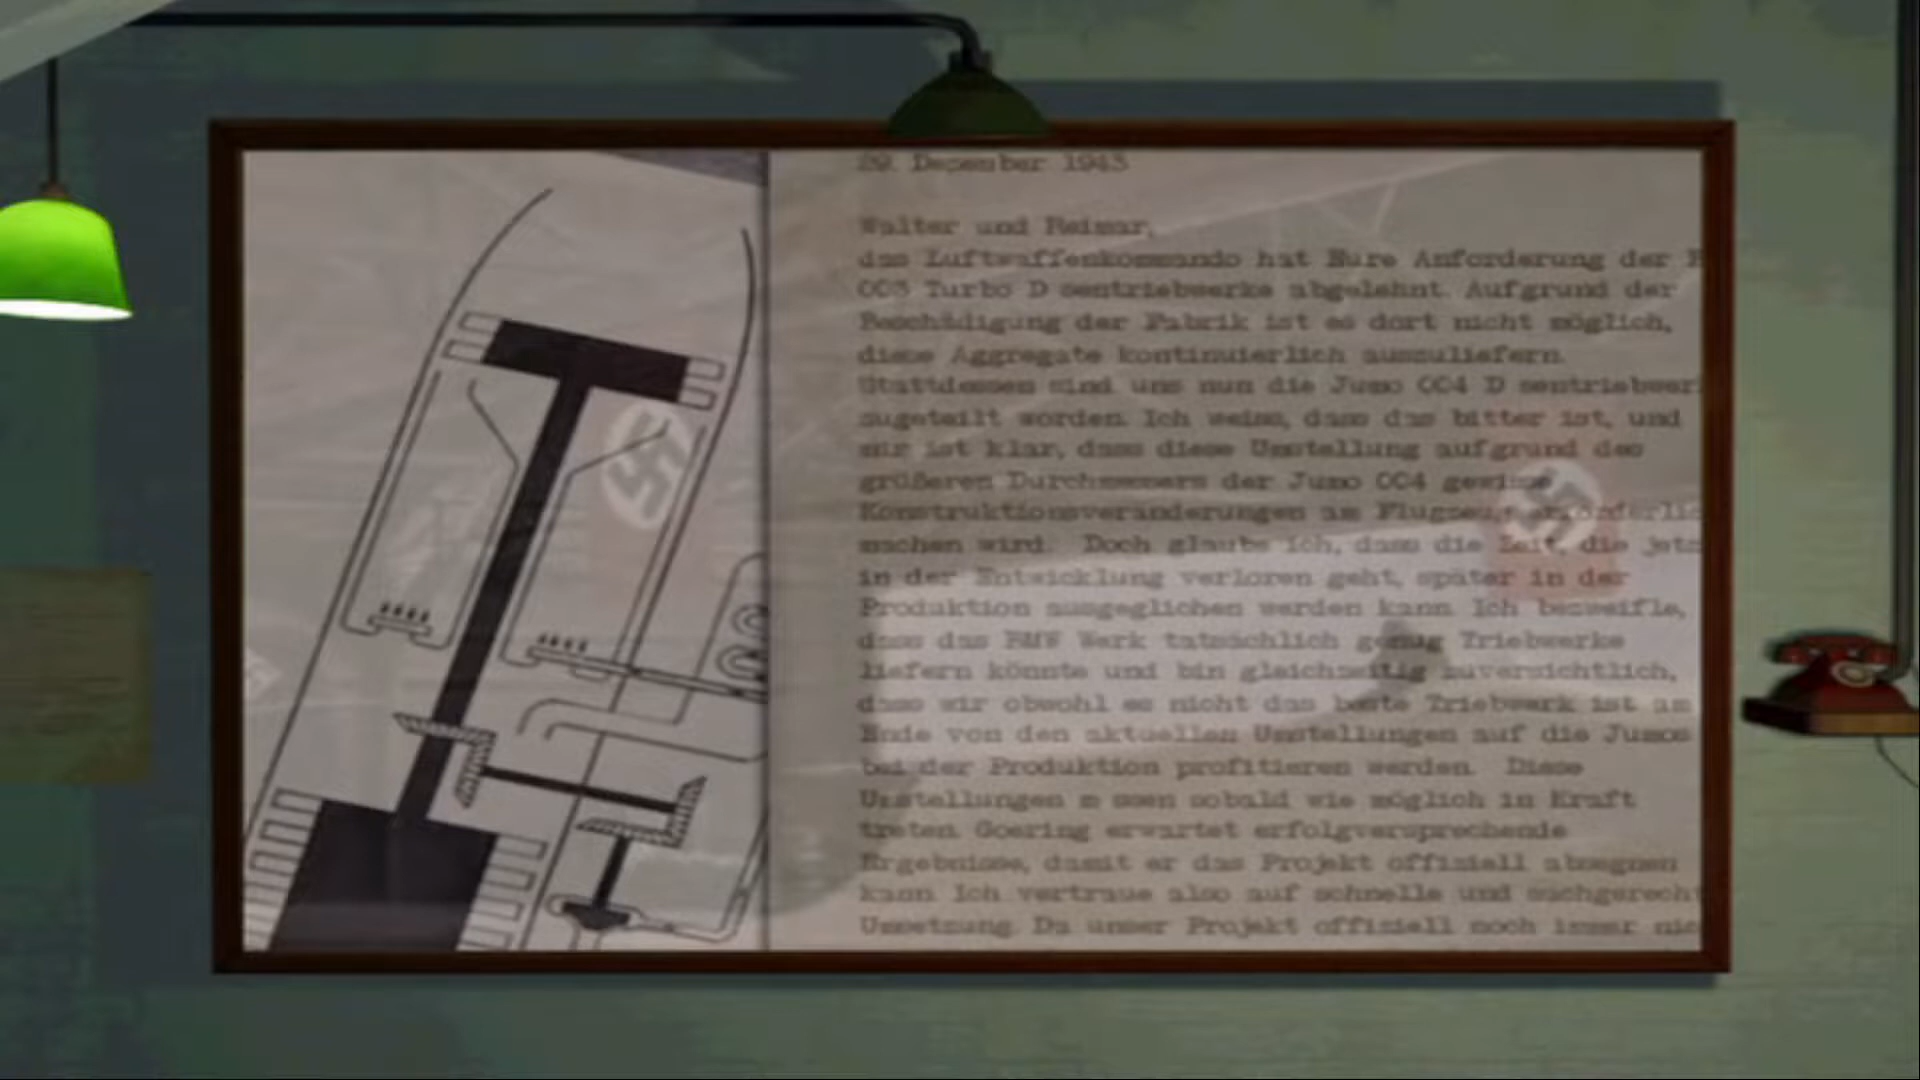 29. Dezember 1943
Walter und Reimar,
das Luftwaffenkommando hat Eure Anforderung der
003 Turbo D sentriebwerke abgelehnt. Aufgrund der
Beschädigung der Fabrik ist es dort nicht möglich,
diese Aggregate kontinuierlich auszuliefern.
Stattdessen sind uns nun die Jumo 004 D sentriebwer
zugeteilt worden. Ich weiss, dass das bitter ist, und
mir ist klar, dass diese Umstellung aufgrund des
größeren Durchmessers der Jumo 004 gewisse
Konstruktionsveränderungen am Flugzeug erforderlic
machen wird. Doch glaube ich, dass die Zeit, die jetz
in der Entwicklung verloren geht, später in der
Produktion ausgeglichen werden kann. Ich bezweifle,
dass das BMW Werk tatsächlich genug Triebwerke
liefern könnte und bin gleichzeitig zuversichtlich,
dass wir obwohl es nicht das beste Triebwerk ist am
Ende von den aktuellen Umstellungen auf die Jumos
bei der Produktion profitieren werden. Diese
Umstellungen m ssen sobald wie möglich in Kraft
treten. Goering erwartet erfolgversprechende
Ergebnisse, damit er das Projekt offiziell absegnen
kann. Ich vertraue also auf schnelle und sachgerecht
Umsetzung. Da unser Projekt offiziell noch immer nic